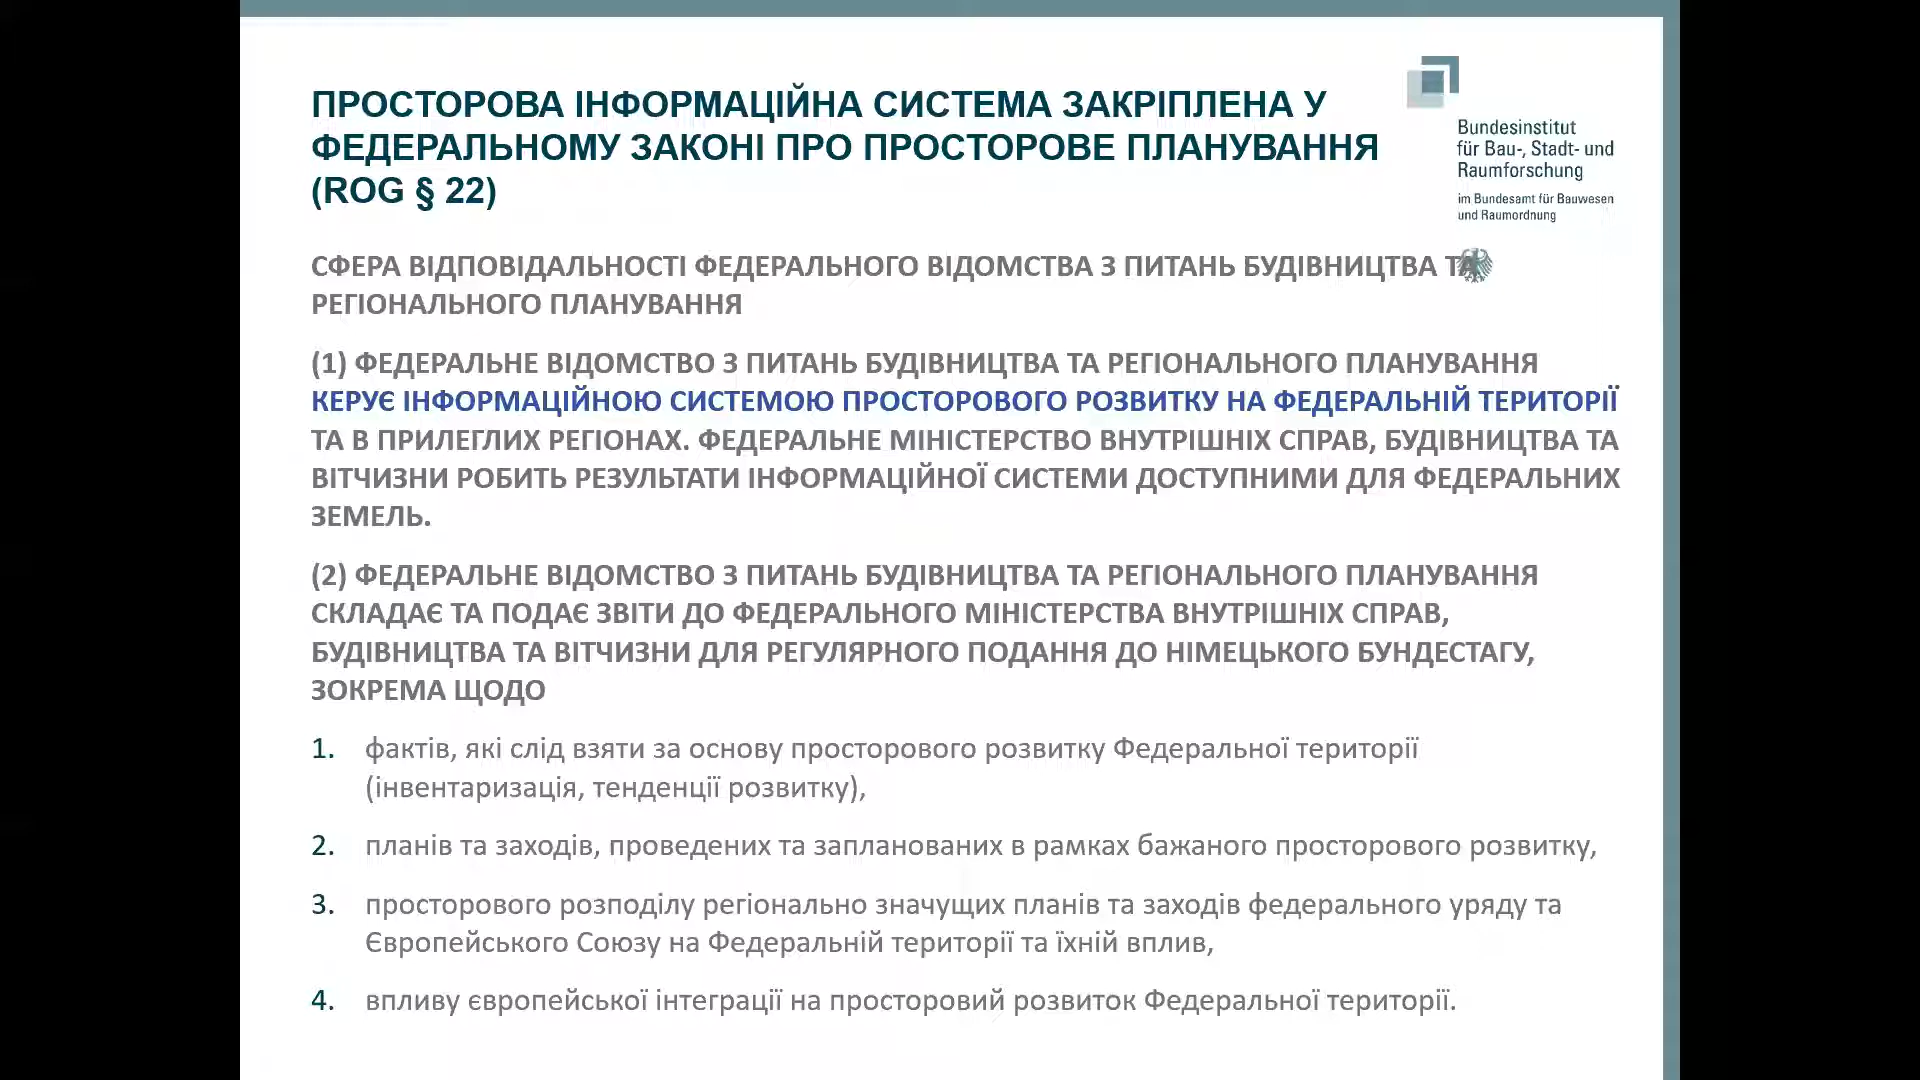 ПРОСТОРОВА ІНФОРМАЦІЙНА СИСТЕМА ЗАКРІПЛЕНА У
ФЕДЕРАЛЬНОМУ ЗАКОНІ ПРО ПРОСТОРОВЕ ПЛАНУВАННЯ
(ROG § 22)
Bundesinstitut
für Bau-, Stadt- und
Raumforschung
im Bundesamt für Bauwesen
und Raumordnung
СФЕРА ВІДПОВІДАЛЬНОСТІ ФЕДЕРАЛЬНОГО ВІДОМСТВА З ПИТАНЬ БУДІВНИЦТВА ТА
РЕГІОНАЛЬНОГО ПЛАНУВАННЯ
(1) ФЕДЕРАЛЬНЕ ВІДОМСТВО З ПИТАНЬ БУДІВНИЦТВА ТА РЕГІОНАЛЬНОГО ПЛАНУВАННЯ
КЕРУЄ ІНФОРМАЦІЙНОЮ СИСТЕМОЮ ПРОСТОРОВОГО РОЗВИТКУ НА ФЕДЕРАЛЬНІЙ ТЕРИТОРІЇ
ТА В ПРИЛЕГЛИХ РЕГІОНАХ. ФЕДЕРАЛЬНЕ МІНІСТЕРСТВО ВНУТРІШНІХ СПРАВ, БУДІВНИЦТВА ТА
ВІТЧИЗНИ РОБИТЬ РЕЗУЛЬТАТИ ІНФОРМАЦІЙНОЇ СИСТЕМИ ДОСТУПНИМИ ДЛЯ ФЕДЕРАЛЬНИХ
ЗЕМЕЛЬ.
(2) ФЕДЕРАЛЬНЕ ВІДОМСТВО З ПИТАНЬ БУДІВНИЦТВА ТА РЕГІОНАЛЬНОГО ПЛАНУВАННЯ
СКЛАДАЄ ТА ПОДАЄ ЗВІТИ ДО ФЕДЕРАЛЬНОГО МІНІСТЕРСТВА ВНУТРІШНІХ СПРАВ,
БУДІВНИЦТВА ТА ВІТЧИЗНИ ДЛЯ РЕГУЛЯРНОГО ПОДАННЯ ДО НІМЕЦЬКОГО БУНДЕСТАГУ,
ЗОКРЕМА ЩОДО
1. фактів, які слід взяти за основу просторового розвитку Федеральної території
(інвентаризація, тенденції розвитку),
2. планів та заходів, проведених та запланованих в рамках бажаного просторового розвитку,
3. просторового розподілу регіонально значущих планів та заходів федерального уряду та
Європейського Союзу на Федеральній території та їхній вплив,
4. впливу європейської інтеграції на просторовий розвиток Федеральної території.